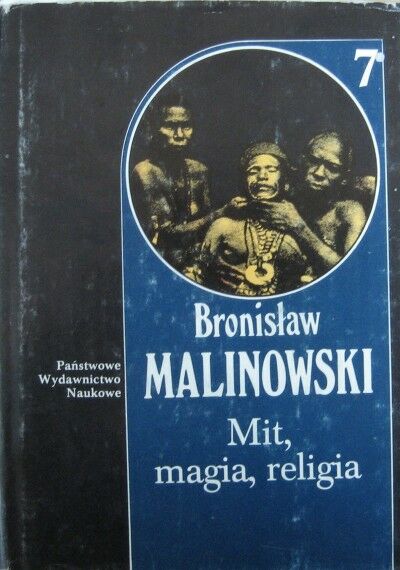 7
Bronisław
MALINOWSKI
Mit,
magia, religia
Państwowe
Wydawnictwo
Naukowe